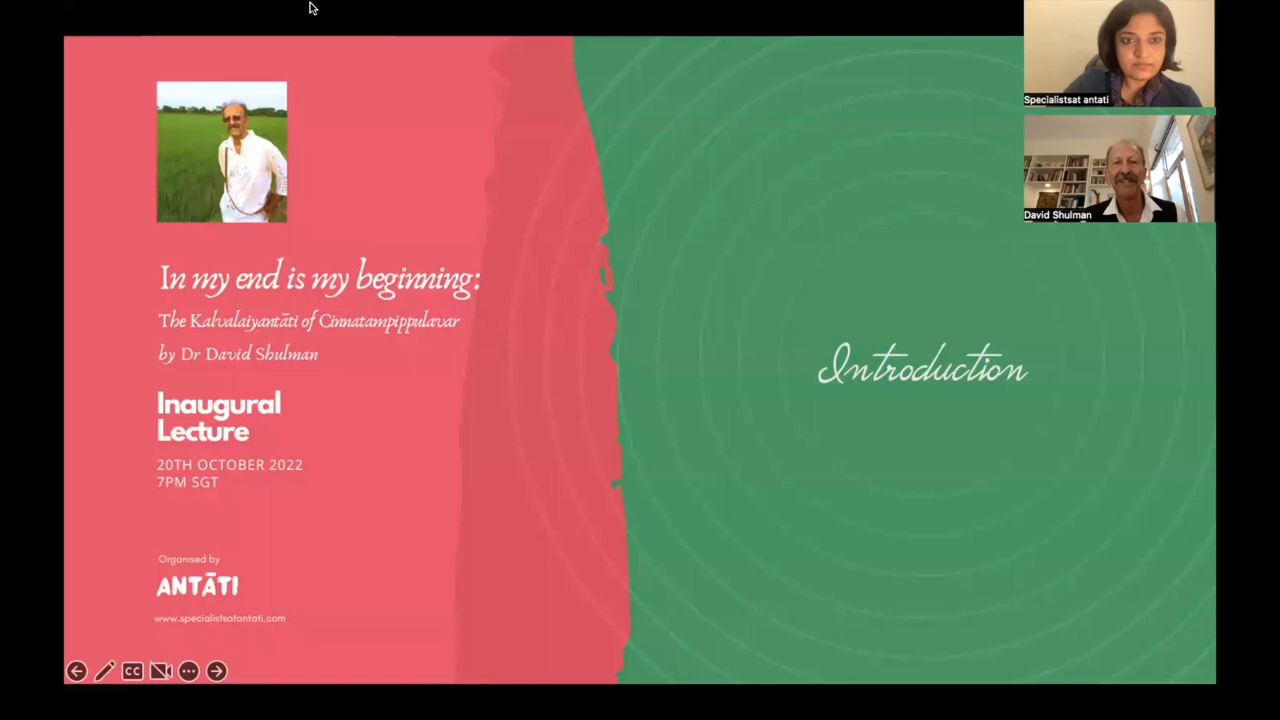 In my end is my beginning:
The Kalvalaiyantāti of Cinnatampippulavar
by Dr David Shulman
Inaugural
Lecture
20TH OCTOBER 2022
7PM SGT
Organised by
ANTĀTI
www.specialistsatantati.com
CC
Introduction
Specialistsat antati
David Shulman